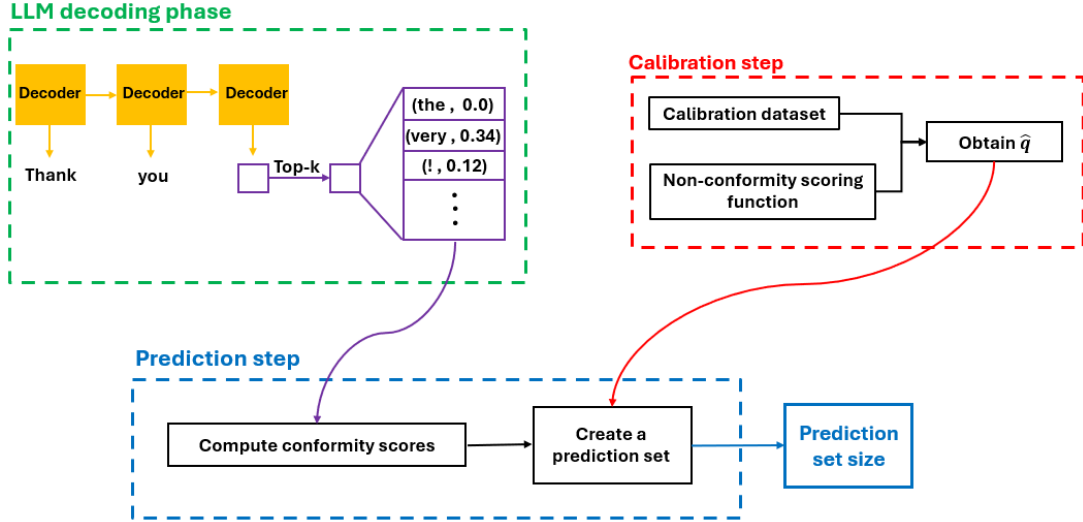 LLM decoding phase
Decoder
Decoder
Decoder
Thank
you
Top-k
(the , 0.0)
(very , 0.34)
(! , 0.12)
Calibration step
Calibration dataset
Non-conformity scoring
function
Obtain q̂
Prediction step
Compute conformity scores
Create a
prediction set
Prediction
set size